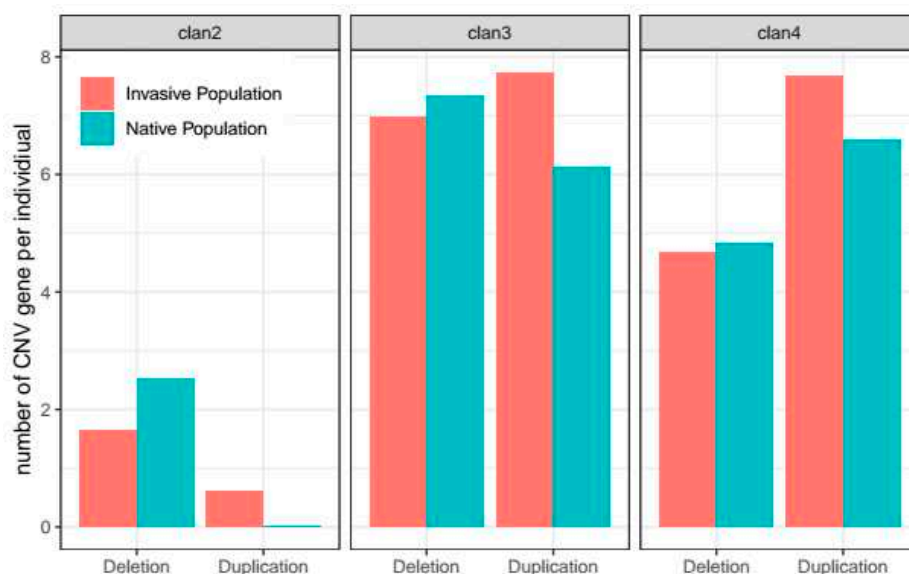 clan2
clan3
clan4
number of CNV gene per individiual
8
6
4
2
0
Invasive Population
Native Population
Deletion
Duplication
Deletion
Duplication
Deletion
Duplication